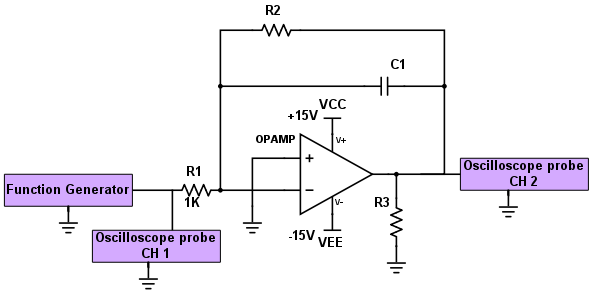 R2
C1
VCC
+15V
OPAMP
V+
+
R1
Function Generator
1K
−
V-
Oscilloscope probe
CH 2
R3
Oscilloscope probe
CH 1
-15V
VEE